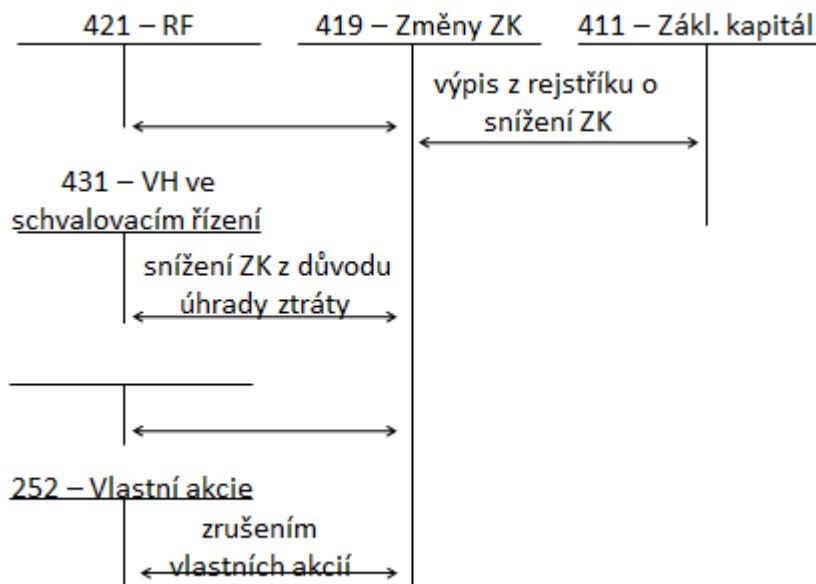 421 – RF
419 – Změny ZK
411 – Zákl. kapitál
výpis z rejstříku o
snížení ZK
431 – VH ve
schvalovacím řízení
snížení ZK z důvodu
úhrady ztráty
252 – Vlastní akcie
zrušením
vlastních akcií